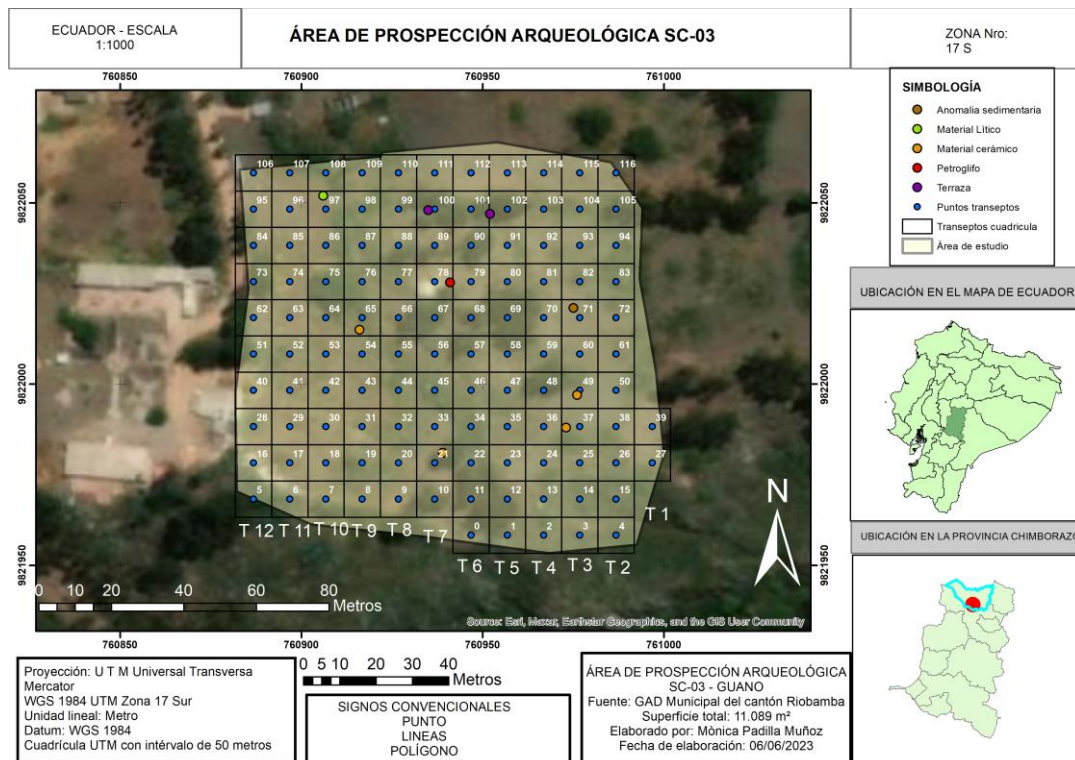 ECUADOR - ESCALA
1:1000
ÁREA DE PROSPECCIÓN ARQUEOLÓGICA SC-03
ZONA Nro:
17 S
760850 760900 760950 761000
9822050
9822000
9821950
9822050
9822000
9821950
106 107 108 109 110 111 112 113 114 115 116
95 96 97 98 99 100 101 102 103 104 105
84 85 86 87 88 89 90 91 92 93 94
73 74 75 76 77 78 79 80 81 82 83
62 63 64 65 66 67 68 69 70 71 72
51 52 53 54 55 56 57 58 59 60 61
40 41 42 43 44 45 46 47 48 49 50
28 29 30 31 32 33 34 35 36 37 38 39
16 17 18 19 20 21 22 23 24 25 26 27
5 6 7 8 9 10 11 12 13 14 15
0 1 2 3 4
T 12 T 11 T 10 T 9 T 8 T 7 T 6 T 5 T 4 T 3 T 2 T 1
N
0 10 20 40 60 80
Metros
Source: Esri, Maxar, Earthstar Geographics, and the GIS User Community
760850 760900 760950 761000
SIMBOLOGÍA
Anomalia sedimentaria
Material Lìtico
Material cerámico
Petroglifo
Terraza
Puntos transeptos
Transeptos cuadricula
Área de estudio
UBICACIÓN EN EL MAPA DE ECUADOR
UBICACIÓN EN LA PROVINCIA CHIMBORAZO
Proyección: U T M Universal Transversa
Mercator
WGS 1984 UTM Zona 17 Sur
Unidad lineal: Metro
Datum: WGS 1984
Cuadrícula UTM con intérvalo de 50 metros
0 5 10 20 30 40
Metros
SIGNOS CONVENCIONALES
PUNTO
LINEAS
POLÍGONO
ÁREA DE PROSPECCIÓN ARQUEOLÓGICA
SC-03 - GUANO
Fuente: GAD Municipal del cantón Riobamba
Superficie total: 11.089 m²
Elaborado por: Mònica Padilla Muñoz
Fecha de elaboración: 06/06/2023